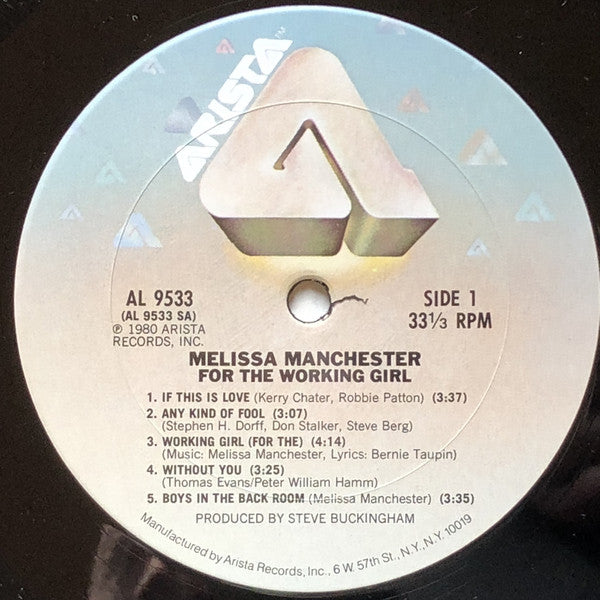 ARISTA™
AL 9533
(AL 9533 SA)
℗ 1980 ARISTA
RECORDS, INC.
SIDE 1
33⅓ RPM
MELISSA MANCHESTER
FOR THE WORKING GIRL
1. IF THIS IS LOVE (Kerry Chater, Robbie Patton) (3:37)
2. ANY KIND OF FOOL (3:07)
(Stephen H. Dorff, Don Stalker, Steve Berg)
3. WORKING GIRL (FOR THE) (4:14)
(Music: Melissa Manchester, Lyrics: Bernie Taupin)
4. WITHOUT YOU (3:25)
(Thomas Evans/Peter William Hamm)
5. BOYS IN THE BACK ROOM (Melissa Manchester) (3:35)
PRODUCED BY STEVE BUCKINGHAM
Manufactured by Arista Records, Inc., 6 W. 57th St., N.Y., N.Y. 10019